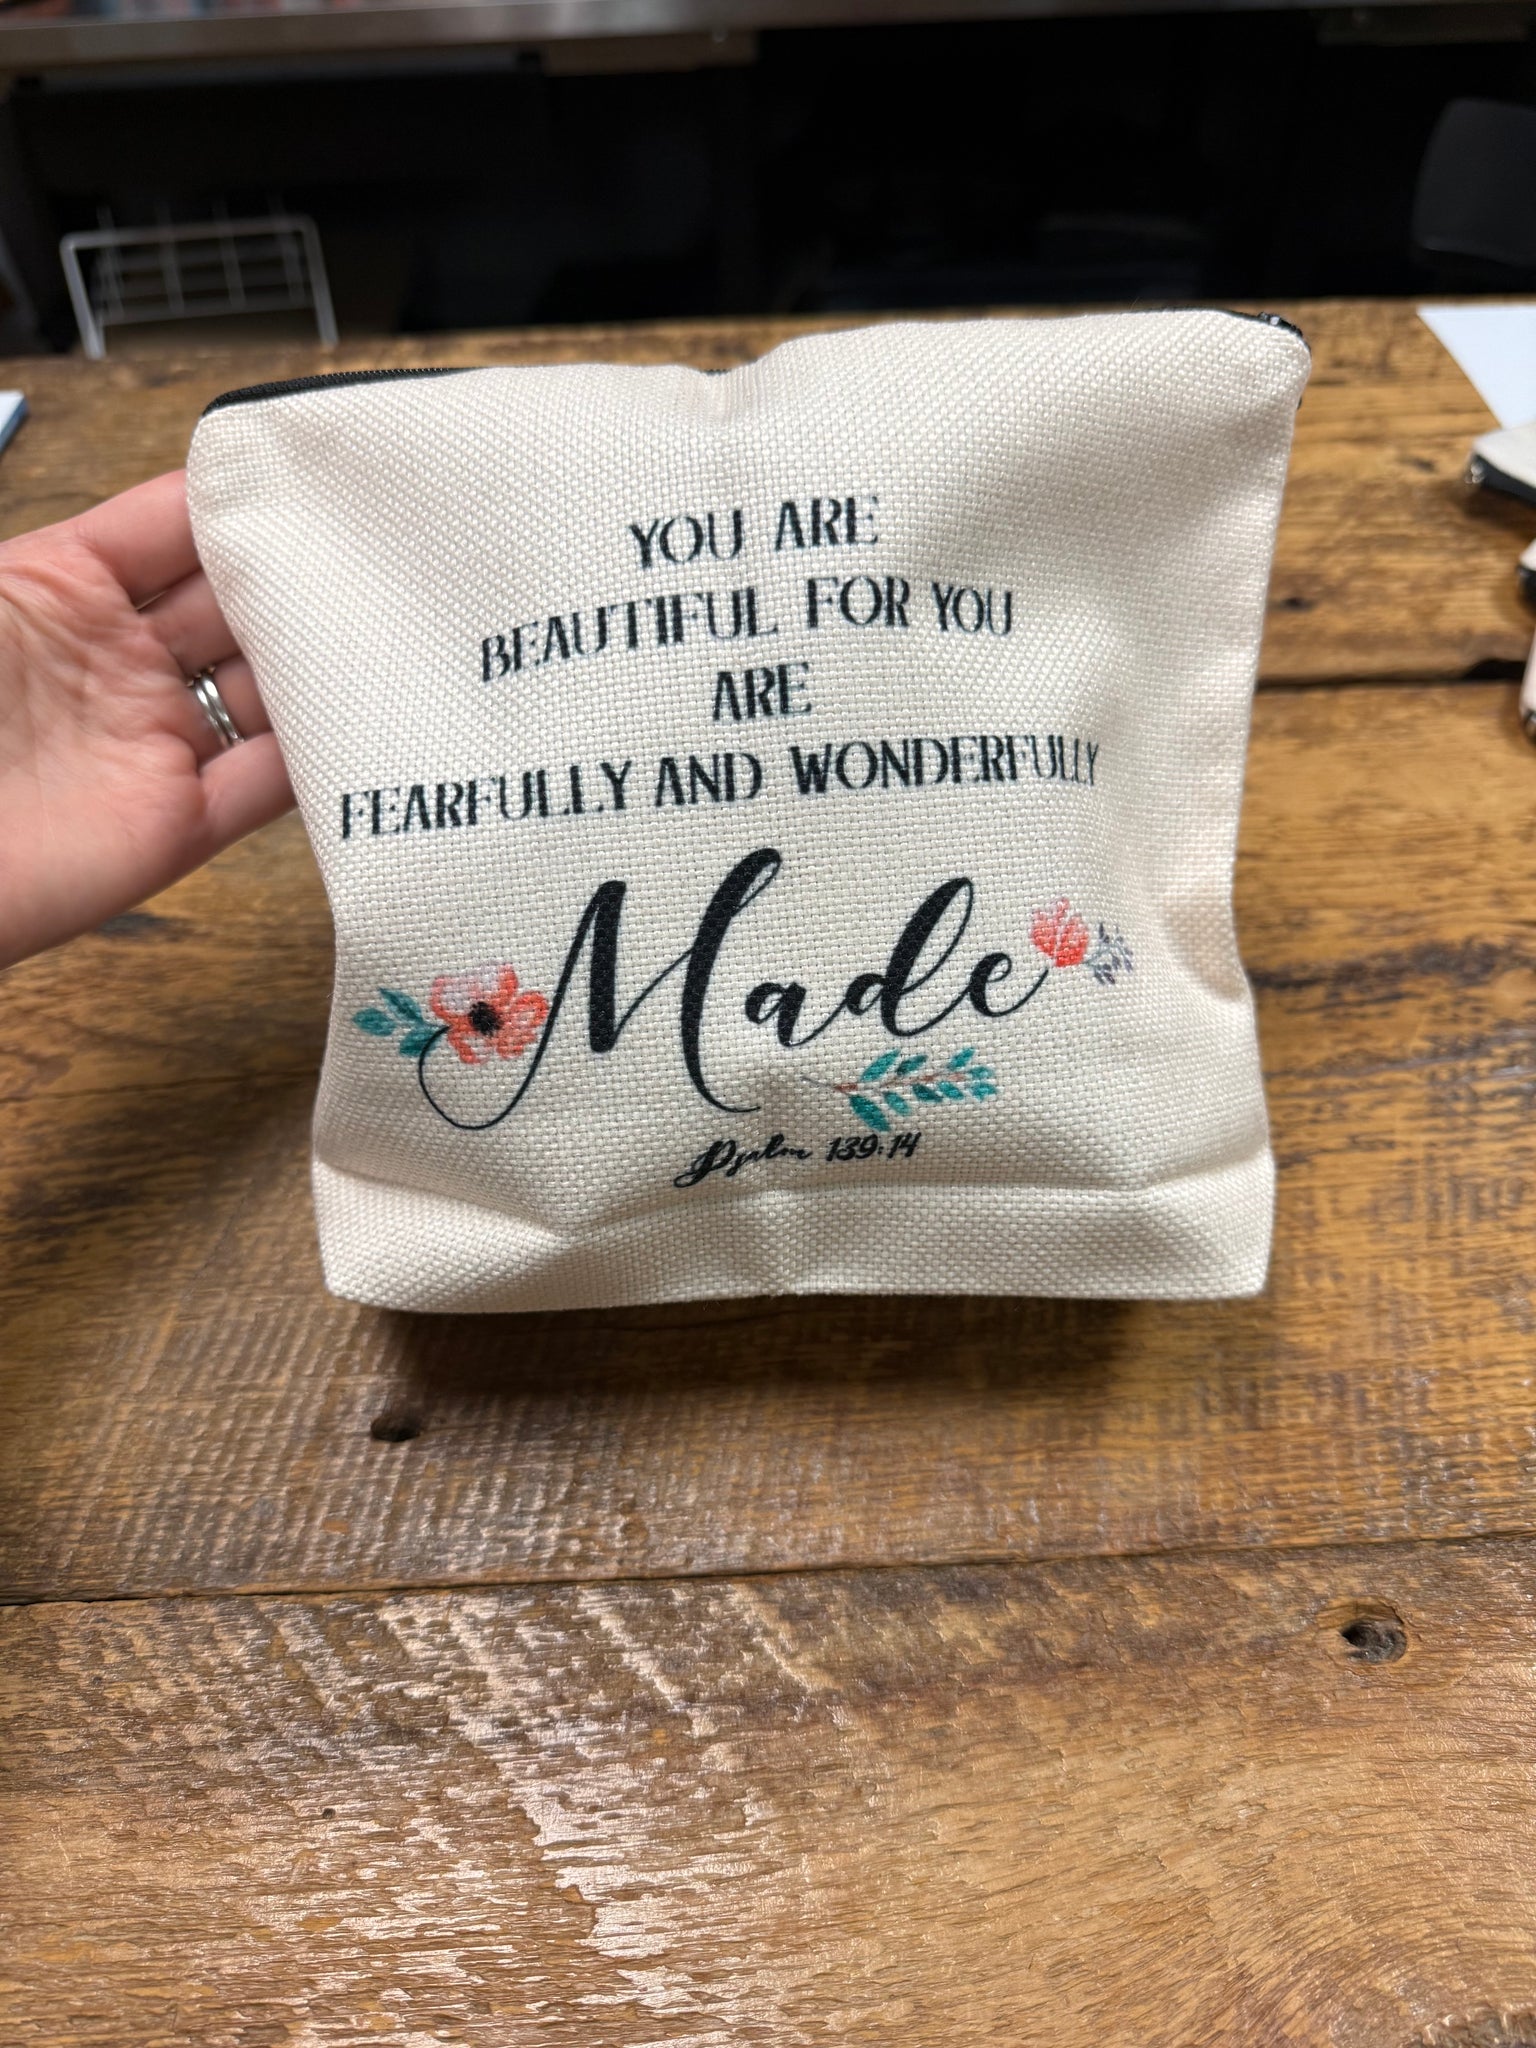 YOU ARE
BEAUTIFUL FOR YOU
ARE
FEARFULLY AND WONDERFULLY
Made
Psalm 139:14